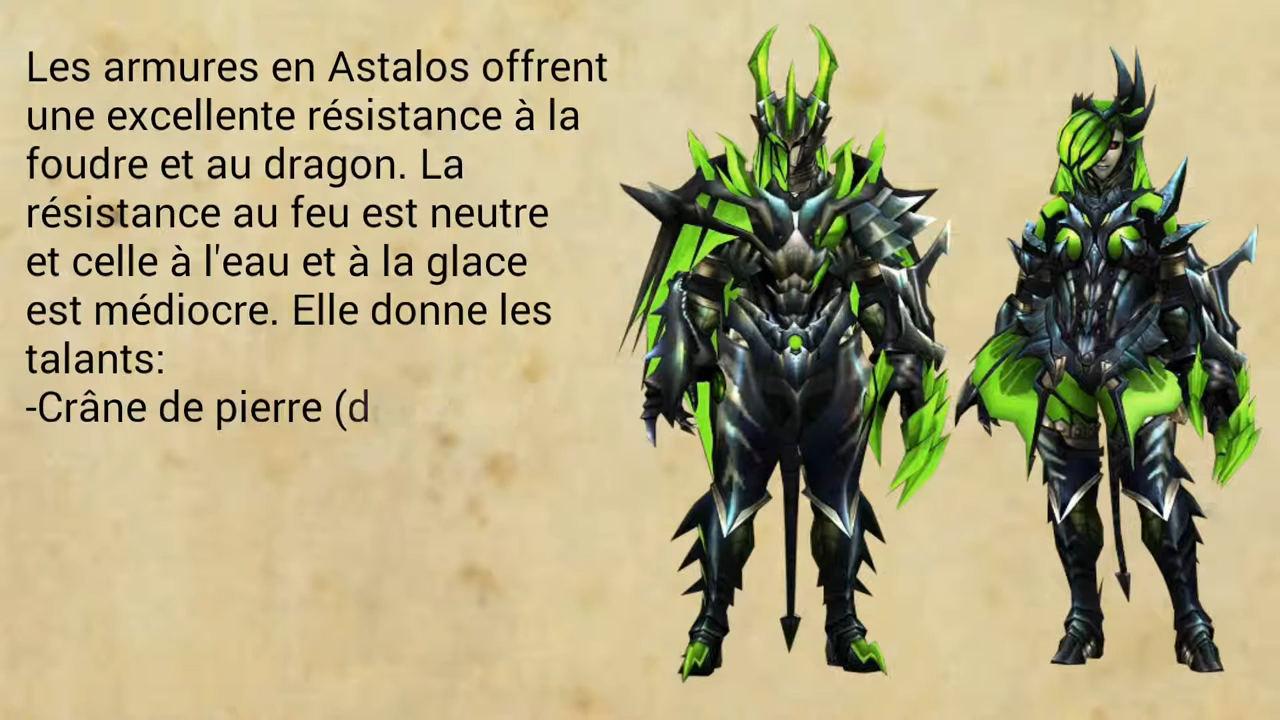 Les armures en Astalos offrent
une excellente résistance à la
foudre et au dragon. La
résistance au feu est neutre
et celle à l'eau et à la glace
est médiocre. Elle donne les
talants:
-Crâne de pierre (d